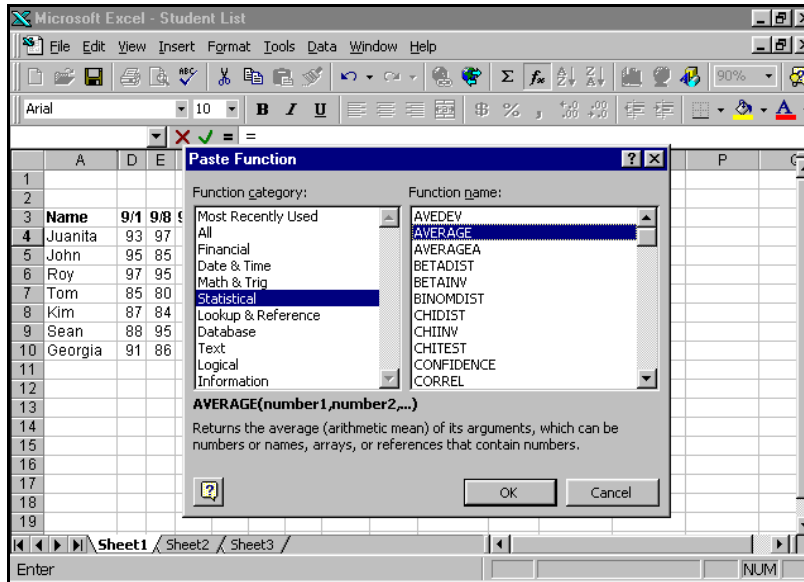 Microsoft Excel - Student List
File Edit View Insert Format Tools Data Window Help
ABC Σ fx A Z Z A 90%
Arial 10 B I U $ % ,
= =
Paste Function ? X
A D E P
1
2
3 Name 9/1 9/8 9
4 Juanita 93 97
5 John 95 85
6 Roy 97 95
7 Tom 85 80
8 Kim 87 84
9 Sean 88 95
10 Georgia 91 86
11
12
13
14
15
16
17
18
19
Function category:
Most Recently Used
All
Financial
Date & Time
Math & Trig
Statistical
Lookup & Reference
Database
Text
Logical
Information
Function name:
AVEDEV
AVERAGE
AVERAGEA
BETADIST
BETAINV
BINOMDIST
CHIDIST
CHIINV
CHITEST
CONFIDENCE
CORREL
AVERAGE(number1,number2,...)
Returns the average (arithmetic mean) of its arguments, which can be
numbers or names, arrays, or references that contain numbers.
? OK Cancel
Sheet1 Sheet2 Sheet3
Enter NUM